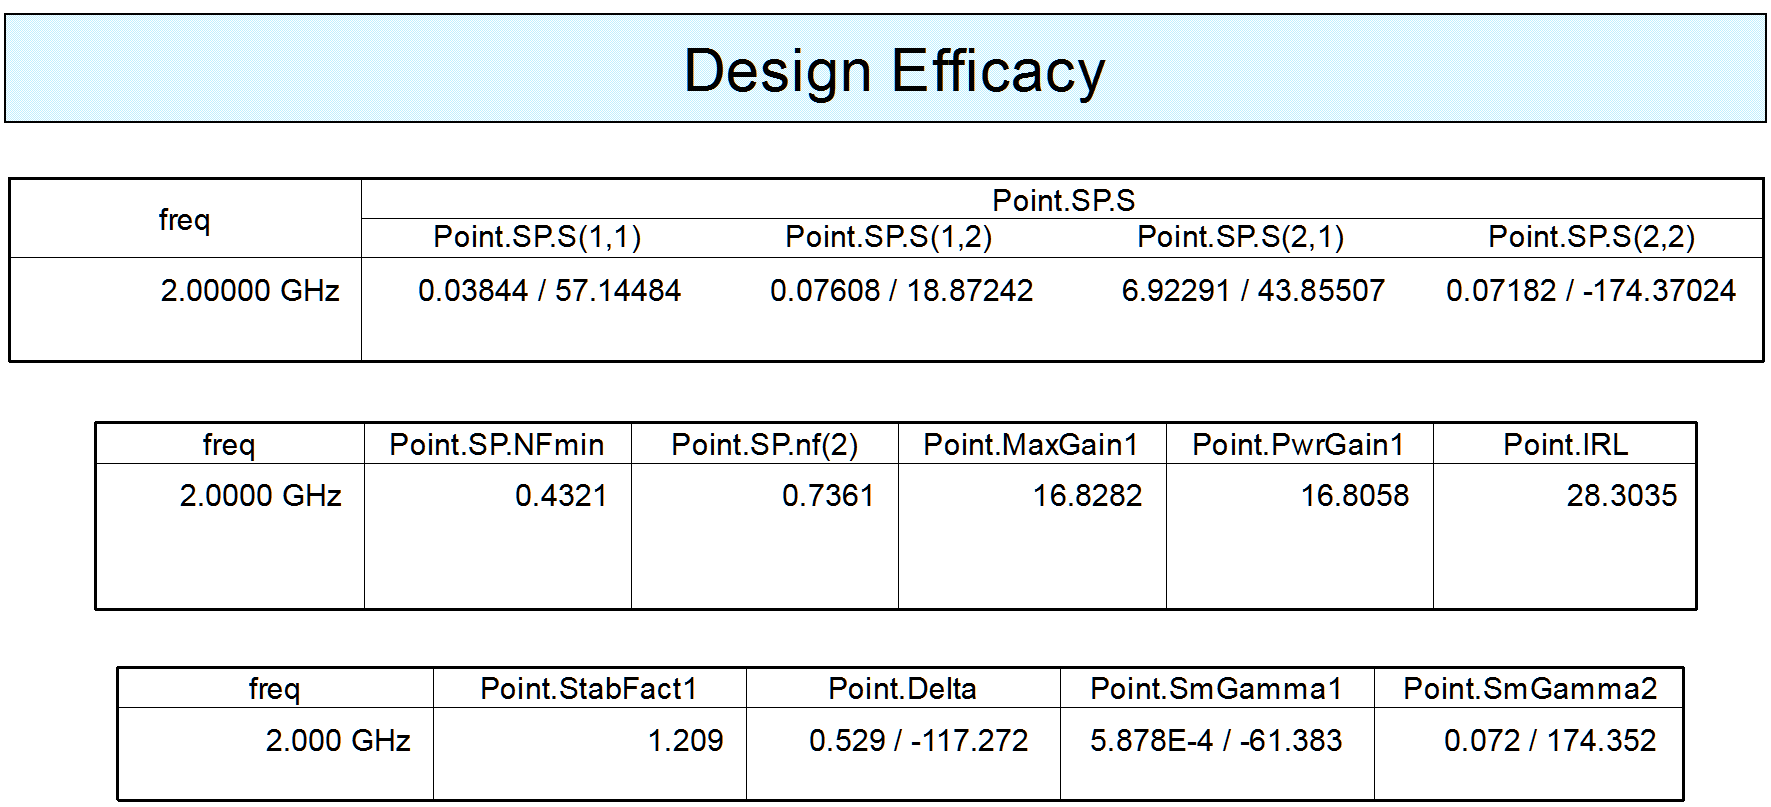 Design Efficacy
freq
Point.SP.S
Point.SP.S(1,1) Point.SP.S(1,2) Point.SP.S(2,1) Point.SP.S(2,2)
2.00000 GHz 0.03844 / 57.14484 0.07608 / 18.87242 6.92291 / 43.85507 0.07182 / -174.37024
freq Point.SP.NFmin Point.SP.nf(2) Point.MaxGain1 Point.PwrGain1 Point.IRL
2.0000 GHz 0.4321 0.7361 16.8282 16.8058 28.3035
freq Point.StabFact1 Point.Delta Point.SmGamma1 Point.SmGamma2
2.000 GHz 1.209 0.529 / -117.272 5.878E-4 / -61.383 0.072 / 174.352